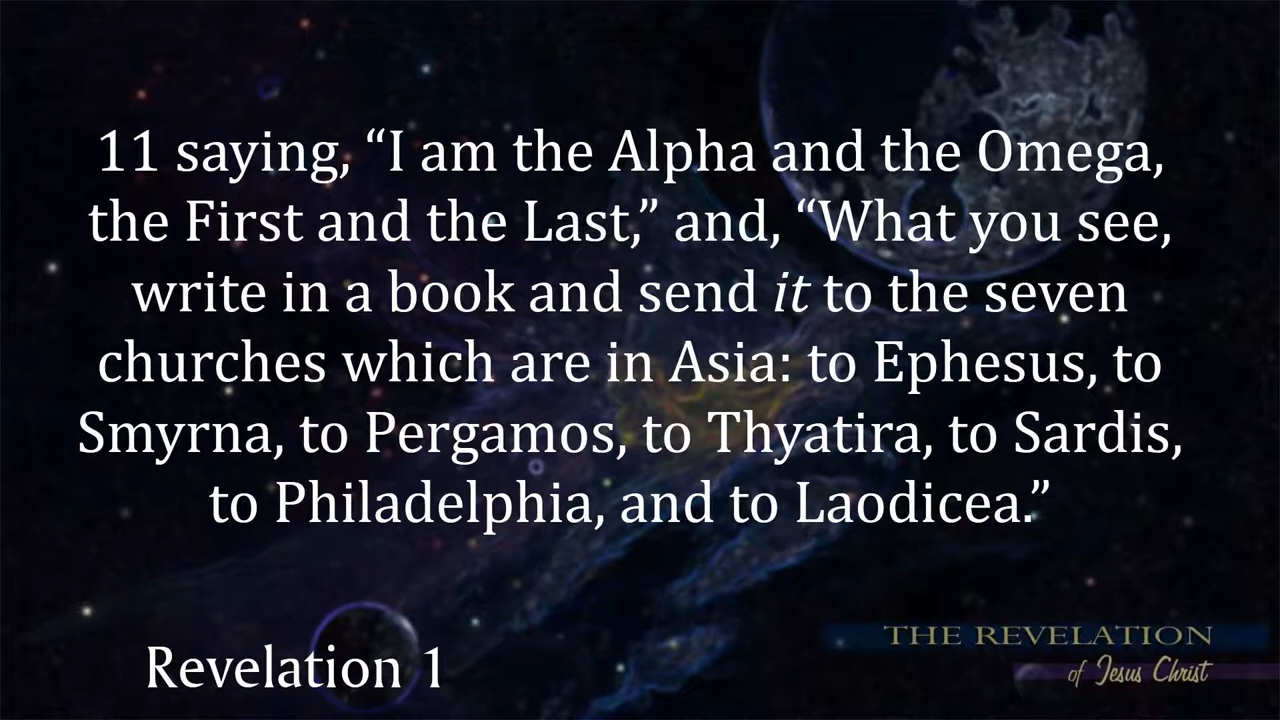 11 saying, “I am the Alpha and the Omega,
the First and the Last,” and, “What you see,
write in a book and send it to the seven
churches which are in Asia: to Ephesus, to
Smyrna, to Pergamos, to Thyatira, to Sardis,
to Philadelphia, and to Laodicea.”
Revelation 1
THE REVELATION
of Jesus Christ